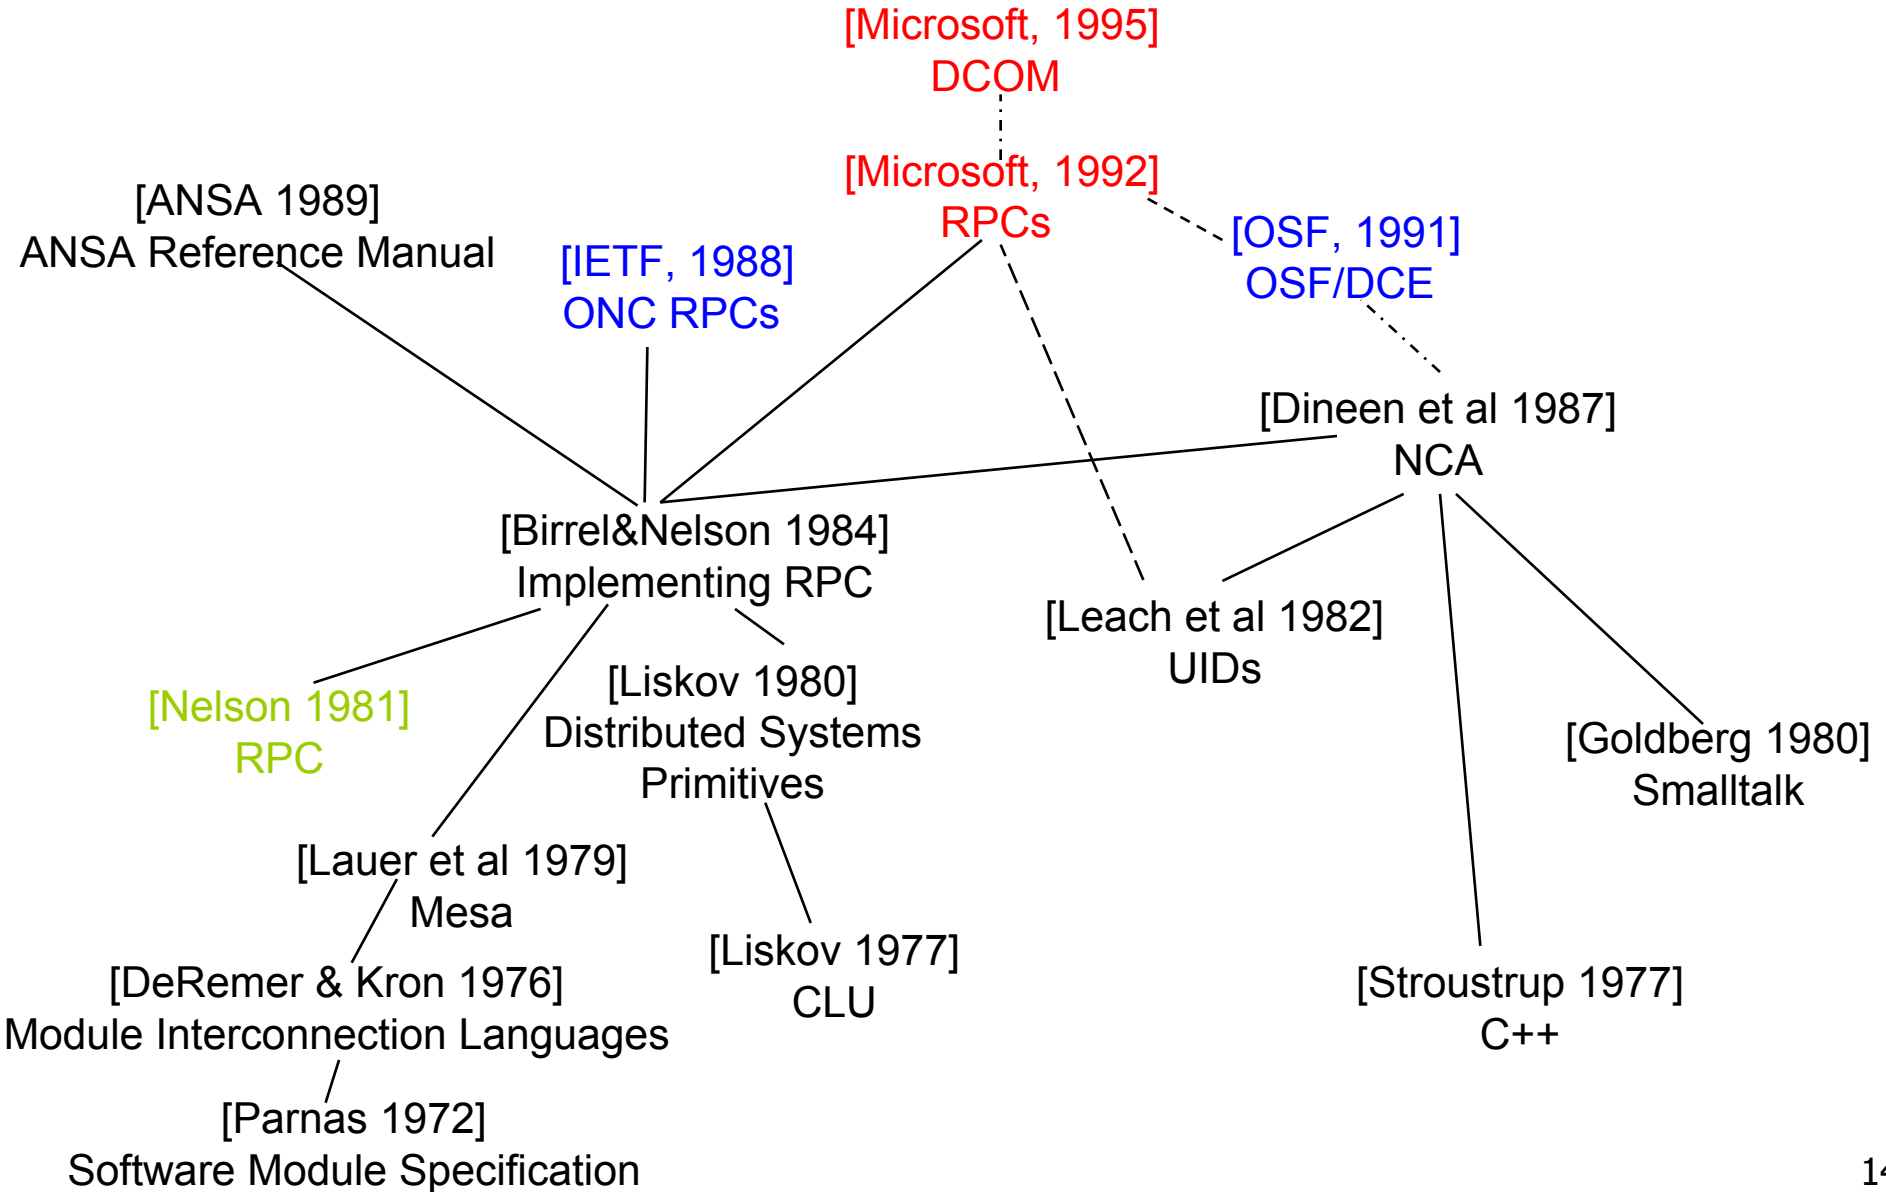 [Microsoft, 1995]
DCOM
[Microsoft, 1992]
RPCs
[ANSA 1989]
ANSA Reference Manual
[IETF, 1988]
ONC RPCs
[OSF, 1991]
OSF/DCE
[Dineen et al 1987]
NCA
[Birrel&Nelson 1984]
Implementing RPC
[Leach et al 1982]
UIDs
[Nelson 1981]
RPC
[Liskov 1980]
Distributed Systems
Primitives
[Goldberg 1980]
Smalltalk
[Lauer et al 1979]
Mesa
[Liskov 1977]
CLU
[Stroustrup 1977]
C++
[DeRemer & Kron 1976]
Module Interconnection Languages
[Parnas 1972]
Software Module Specification
14